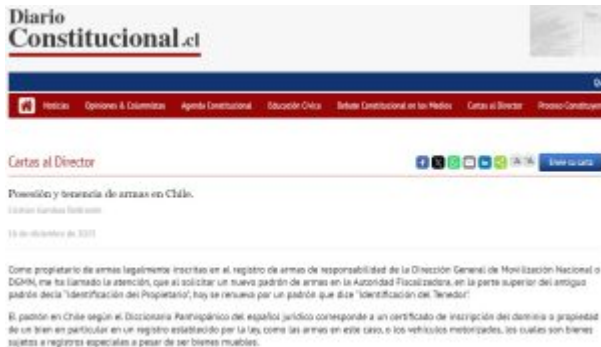 Diario
Constitucional.cl
Noticias Opiniones & Columnistas Agenda Constitucional Educación Cívica Debate Constitucional en los Medios Cartas al Director Proceso Constituyen
Cartas al Director
Envíe su carta
Posesión y tenencia de armas en Chile.
de diciembre de
Como propietario de armas legalmente inscritas en el registro de armas de responsabilidad de la Dirección General de Movilización Nacional o
DGMN, me ha llamado la atención, que al solicitar un nuevo padrón de armas en la Autoridad Fiscalizadora, en la parte superior del antiguo
padrón decía "Identificación del Propietario", hoy se renueva por un padrón que dice "Identificación del Tenedor".
El padrón en Chile según el Diccionario Panhispánico del español jurídico corresponde a un certificado de inscripción del dominio o propiedad
de un bien en particular en un registro establecido por la ley, como las armas en este caso, o los vehículos motorizados, los cuales son bienes
sujetos a registros especiales a pesar de ser bienes muebles.